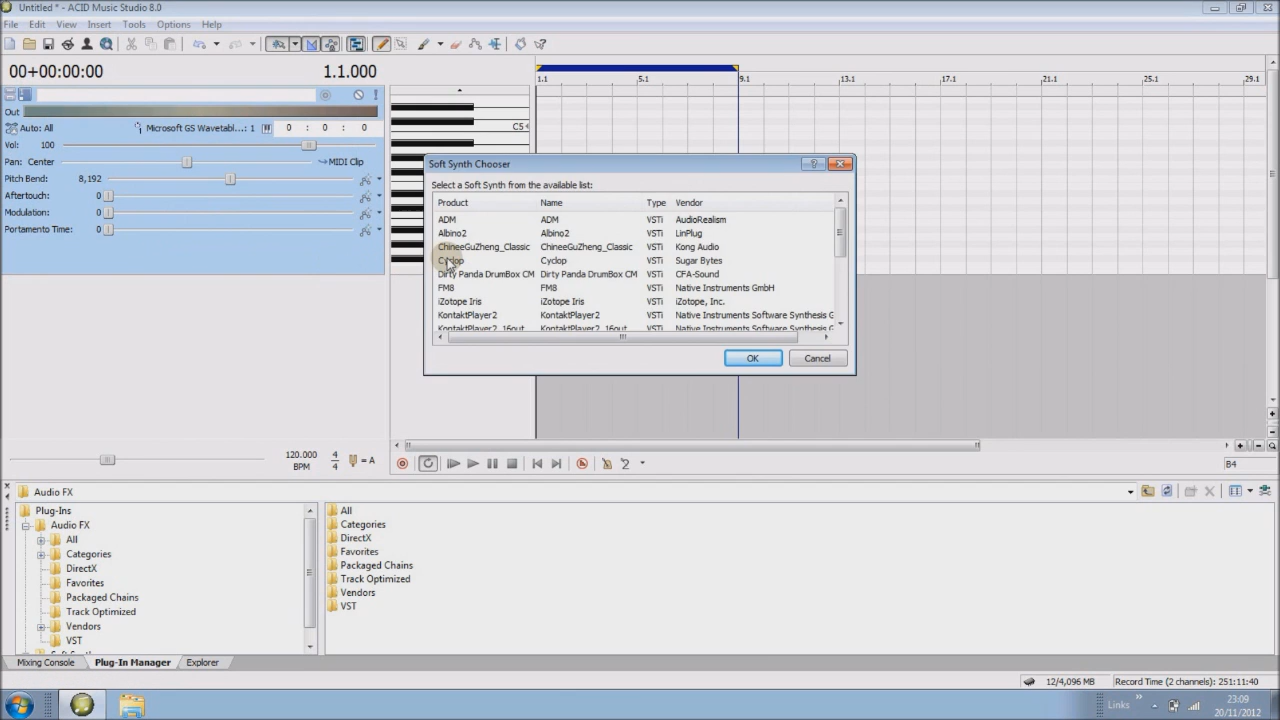 Untitled * - ACID Music Studio 8.0
File Edit View Insert Tools Options Help
00+00:00:00 1.1.000
1.1 5.1 9.1 13.1 17.1 21.1 25.1 29.1
Out
Auto: All Microsoft GS Wavetabl...: 1 0 : 0 : 0
C5
Vol: 100
Pan: Center MIDI Clip
Pitch Bend: 8,192
Aftertouch: 0
Modulation: 0
Portamento Time: 0
Soft Synth Chooser
Select a Soft Synth from the available list:
Product Name Type Vendor
ADM ADM VSTi AudioRealism
Albino2 Albino2 VSTi LinPlug
ChineeGuZheng_Classic ChineeGuZheng_Classic VSTi Kong Audio
Cyclop Cyclop VSTi Sugar Bytes
Dirty Panda DrumBox CM Dirty Panda DrumBox CM VSTi CFA-Sound
FM8 FM8 VSTi Native Instruments GmbH
iZotope Iris iZotope Iris VSTi iZotope, Inc.
KontaktPlayer2 KontaktPlayer2 VSTi Native Instruments Software Synthesis G
KontaktPlayer2_16out KontaktPlayer2_16out VSTi Native Instruments Software Synthesis G
OK Cancel
120.000
BPM
4
4
= A
B4
Audio FX
Plug-Ins
Audio FX
All
Categories
DirectX
Favorites
Packaged Chains
Track Optimized
Vendors
VST
All
Categories
DirectX
Favorites
Packaged Chains
Track Optimized
Vendors
VST
Mixing Console Plug-In Manager Explorer
12/4,096 MB Record Time (2 channels): 251:11:40
Links
23:09
20/11/2012